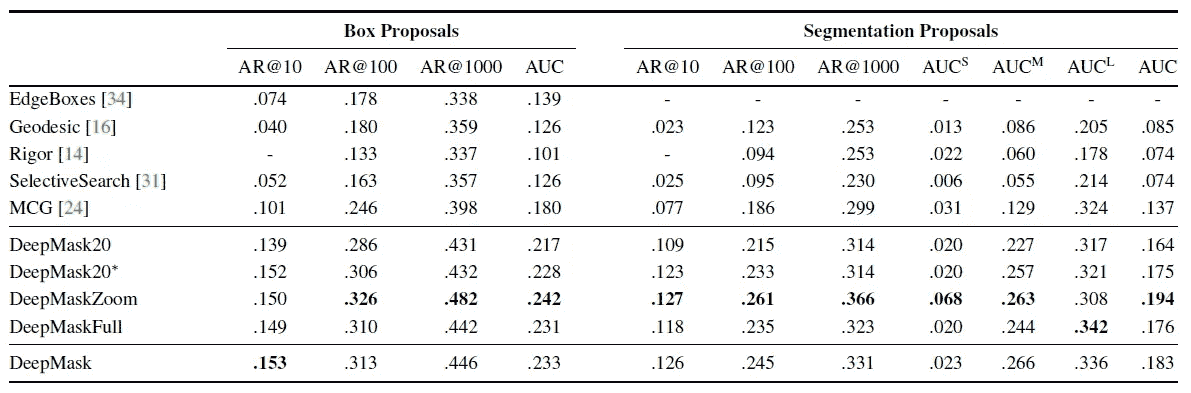 Box Proposals Segmentation Proposals
AR@10 AR@100 AR@1000 AUC AR@10 AR@100 AR@1000 AUC^S AUC^M AUC^L AUC
EdgeBoxes [34] .074 .178 .338 .139 - - - - - - -
Geodesic [16] .040 .180 .359 .126 .023 .123 .253 .013 .086 .205 .085
Rigor [14] - .133 .337 .101 - .094 .253 .022 .060 .178 .074
SelectiveSearch [31] .052 .163 .357 .126 .025 .095 .230 .006 .055 .214 .074
MCG [24] .101 .246 .398 .180 .077 .186 .299 .031 .129 .324 .137
DeepMask20 .139 .286 .431 .217 .109 .215 .314 .020 .227 .317 .164
DeepMask20* .152 .306 .432 .228 .123 .233 .314 .020 .257 .321 .175
DeepMaskZoom .150 .326 .482 .242 .127 .261 .366 .068 .263 .308 .194
DeepMaskFull .149 .310 .442 .231 .118 .235 .323 .020 .244 .342 .176
DeepMask .153 .313 .446 .233 .126 .245 .331 .023 .266 .336 .183